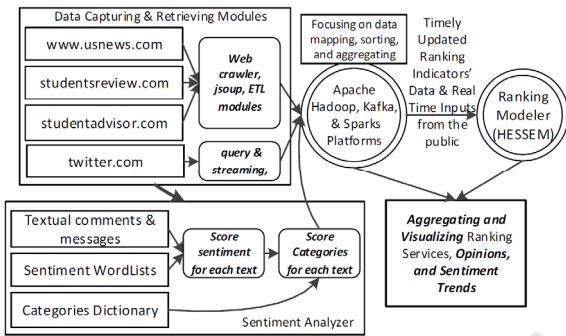 Data Capturing & Retrieving Modules
www.usnews.com
studentsreview.com
studentadvisor.com
twitter.com
Web
crawler,
jsoup, ETL
modules
query &
streaming,
Focusing on data
mapping, sorting,
and aggregating
Apache
Hadoop, Kafka,
& Sparks
Platforms
Timely
Updated
Ranking
Indicators’
Data & Real
Time Inputs
from the
public
Ranking
Modeler
(HESSEM)
Textual comments &
messages
Sentiment WordLists
Categories Dictionary
Score
sentiment
for each text
Score
Categories
for each text
Sentiment Analyzer
Aggregating and
Visualizing Ranking
Services, Opinions,
and Sentiment
Trends